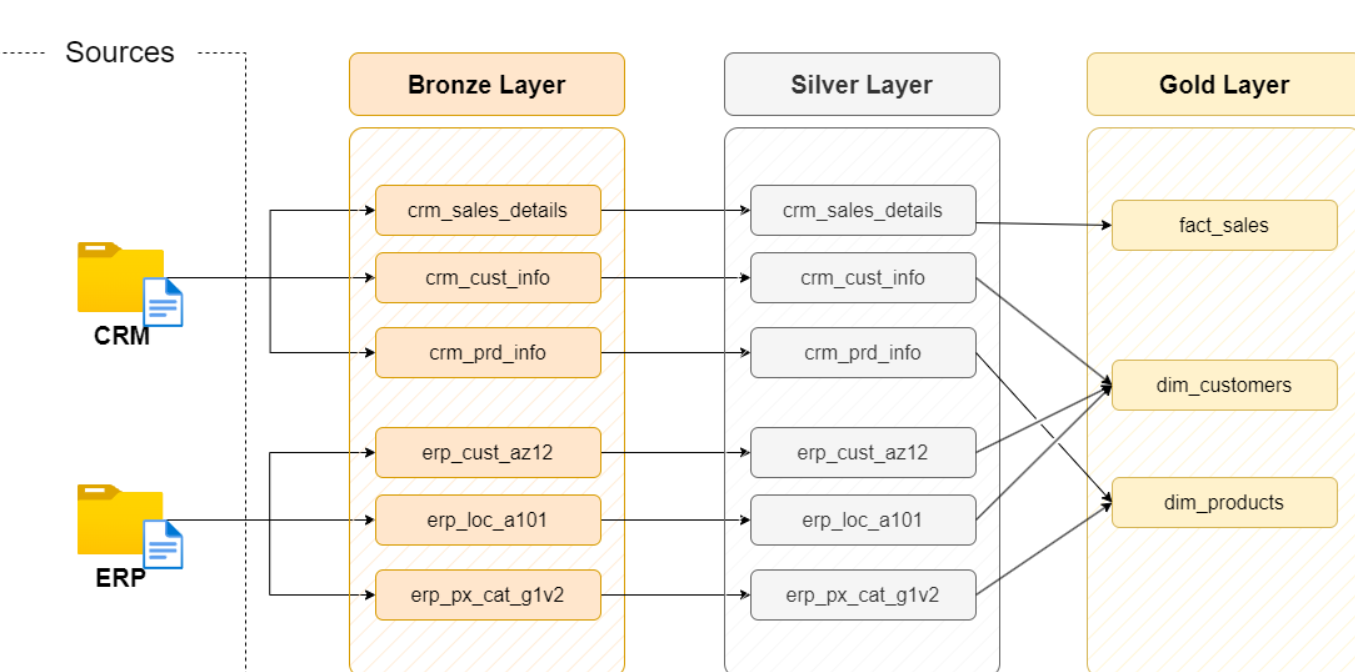 Sources
Bronze Layer
Silver Layer
Gold Layer
crm_sales_details
crm_sales_details
fact_sales
crm_cust_info
crm_cust_info
CRM
crm_prd_info
crm_prd_info
dim_customers
erp_cust_az12
erp_cust_az12
dim_products
erp_loc_a101
erp_loc_a101
ERP
erp_px_cat_g1v2
erp_px_cat_g1v2